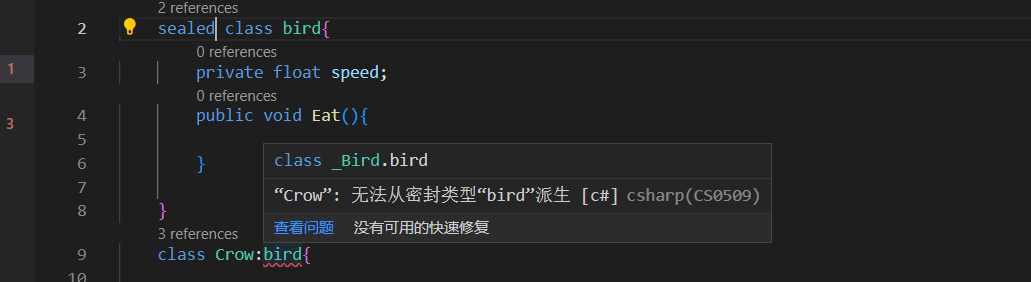 2 references
2 sealed class bird{
0 references
1
3 private float speed;
0 references
4 public void Eat(){
3
5
6 }
7
8 }
class _Bird.bird
“Crow”: 无法从密封类型“bird”派生 [c#] csharp(CS0509)
查看问题 没有可用的快速修复
3 references
9 class Crow:bird{
10